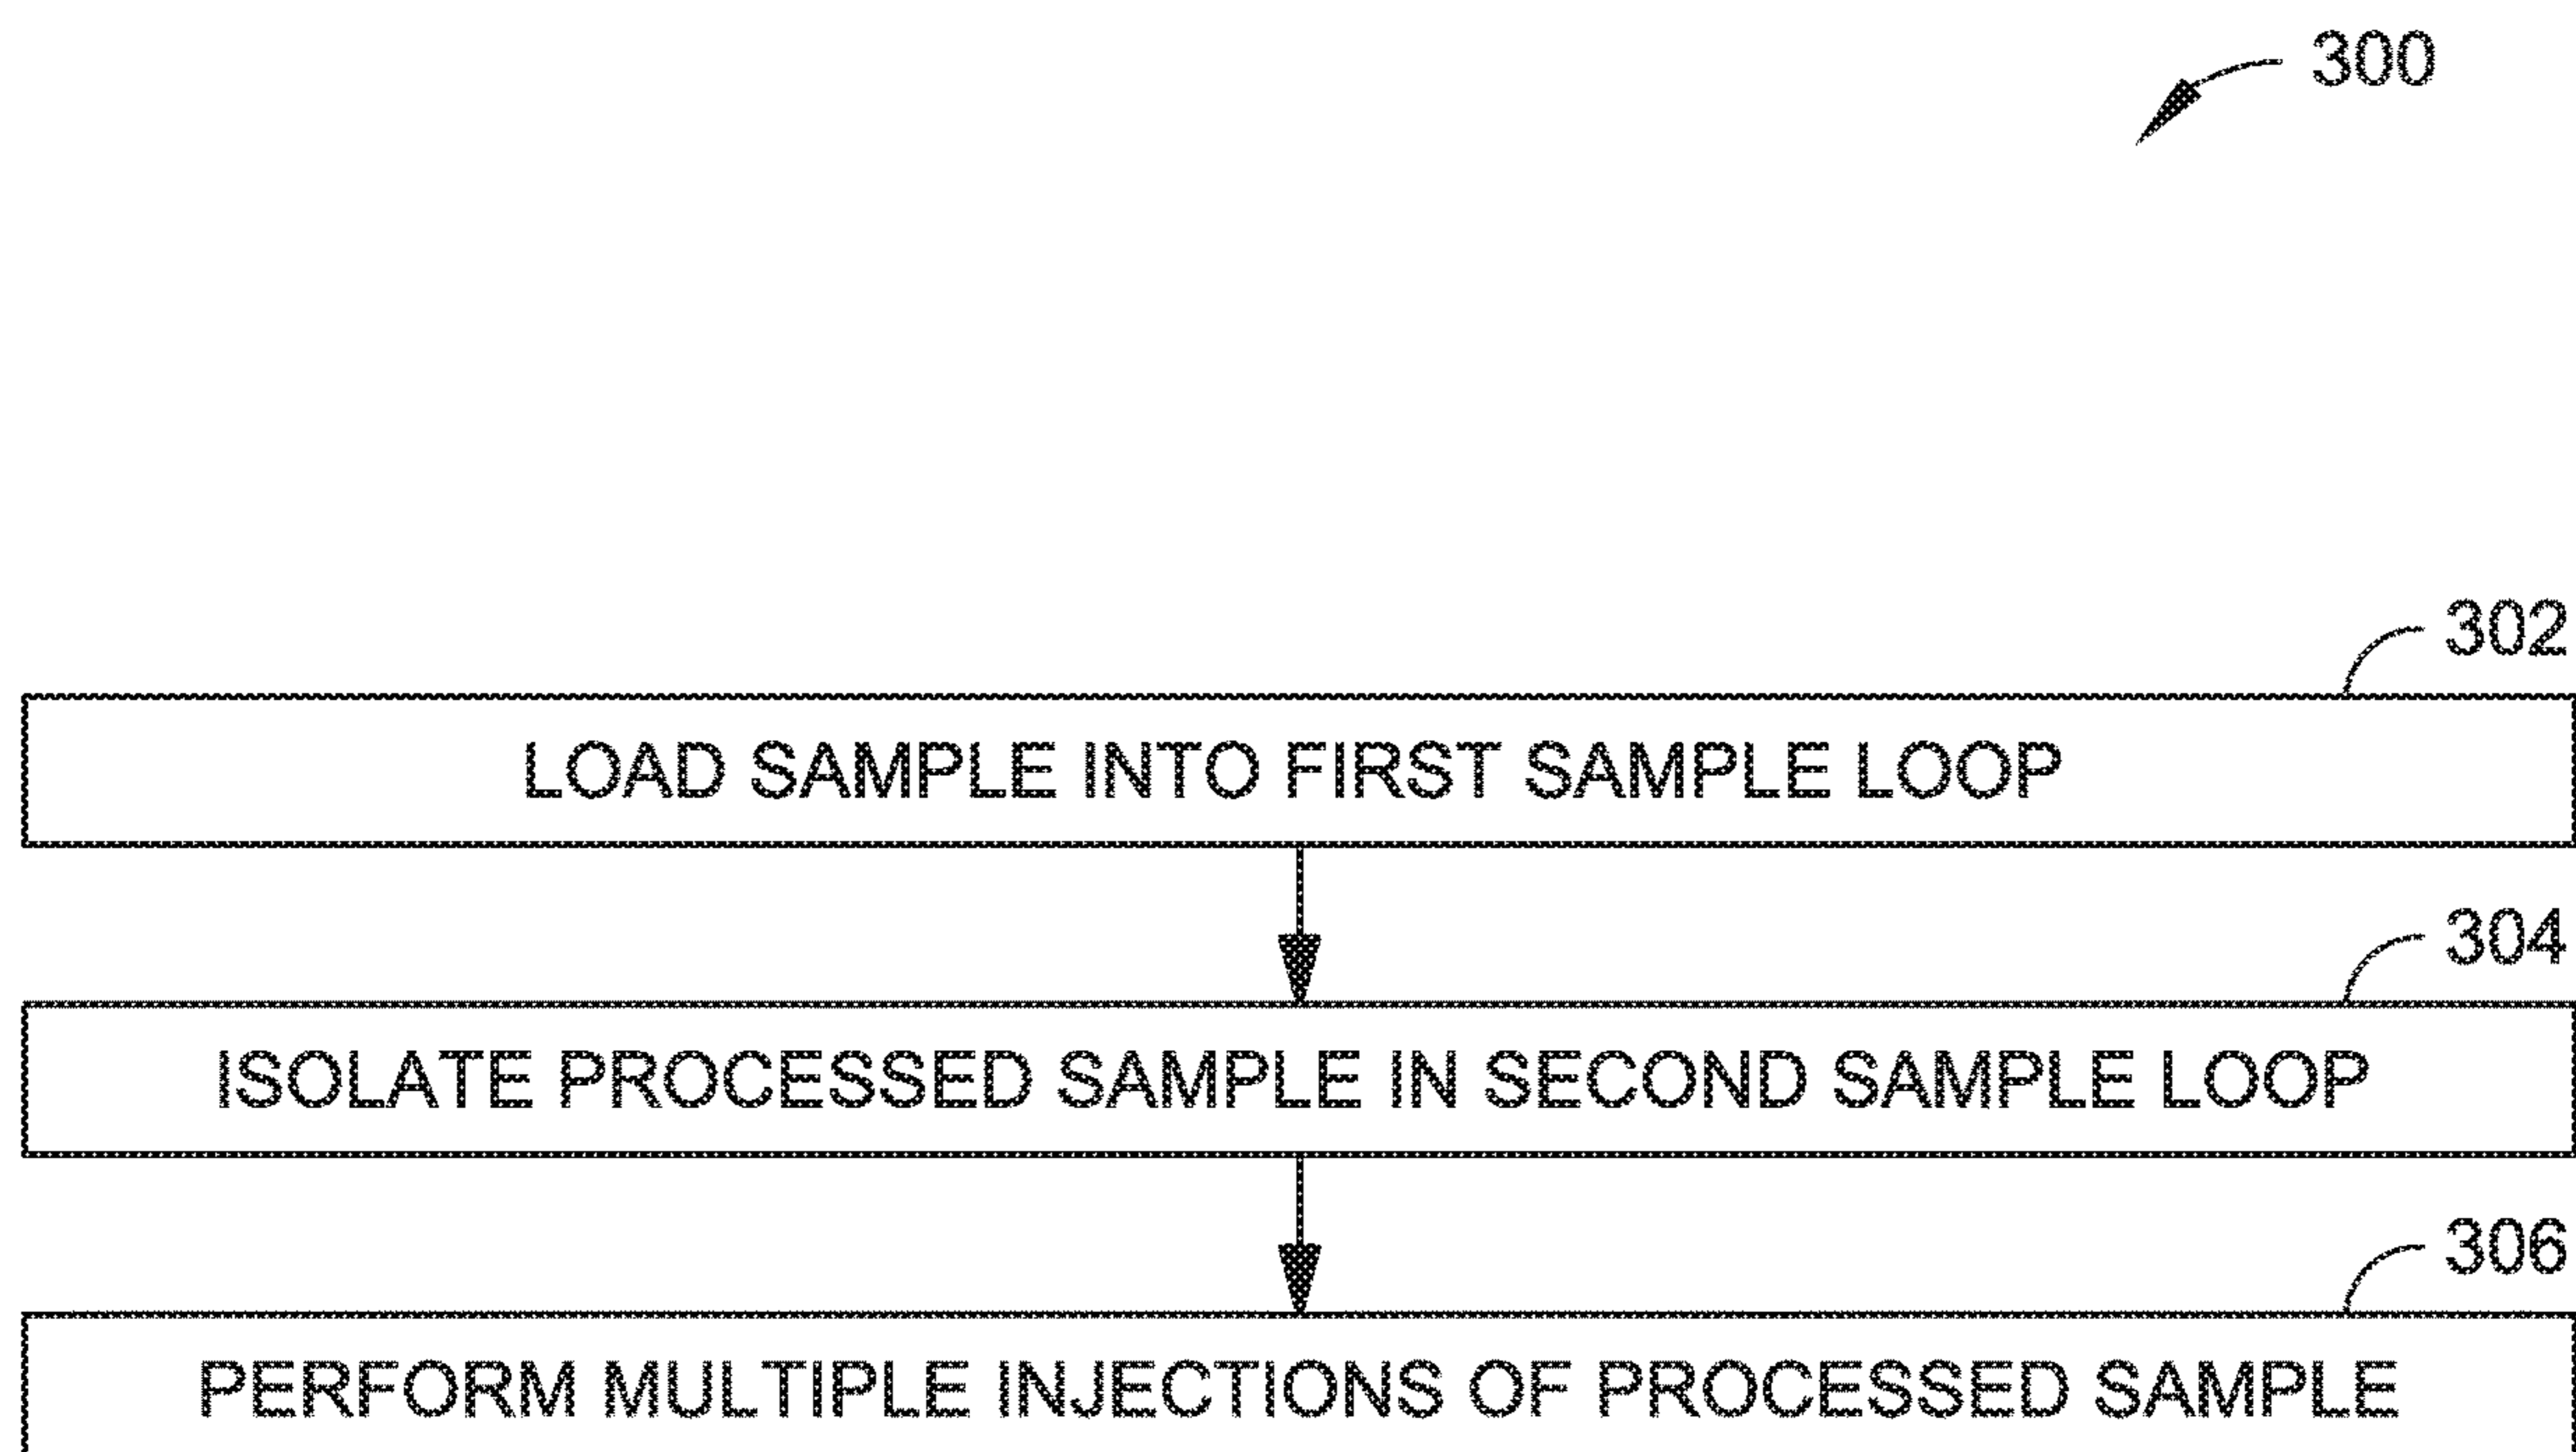 300
302
LOAD SAMPLE INTO FIRST SAMPLE LOOP
304
ISOLATE PROCESSED SAMPLE IN SECOND SAMPLE LOOP
306
PERFORM MULTIPLE INJECTIONS OF PROCESSED SAMPLE